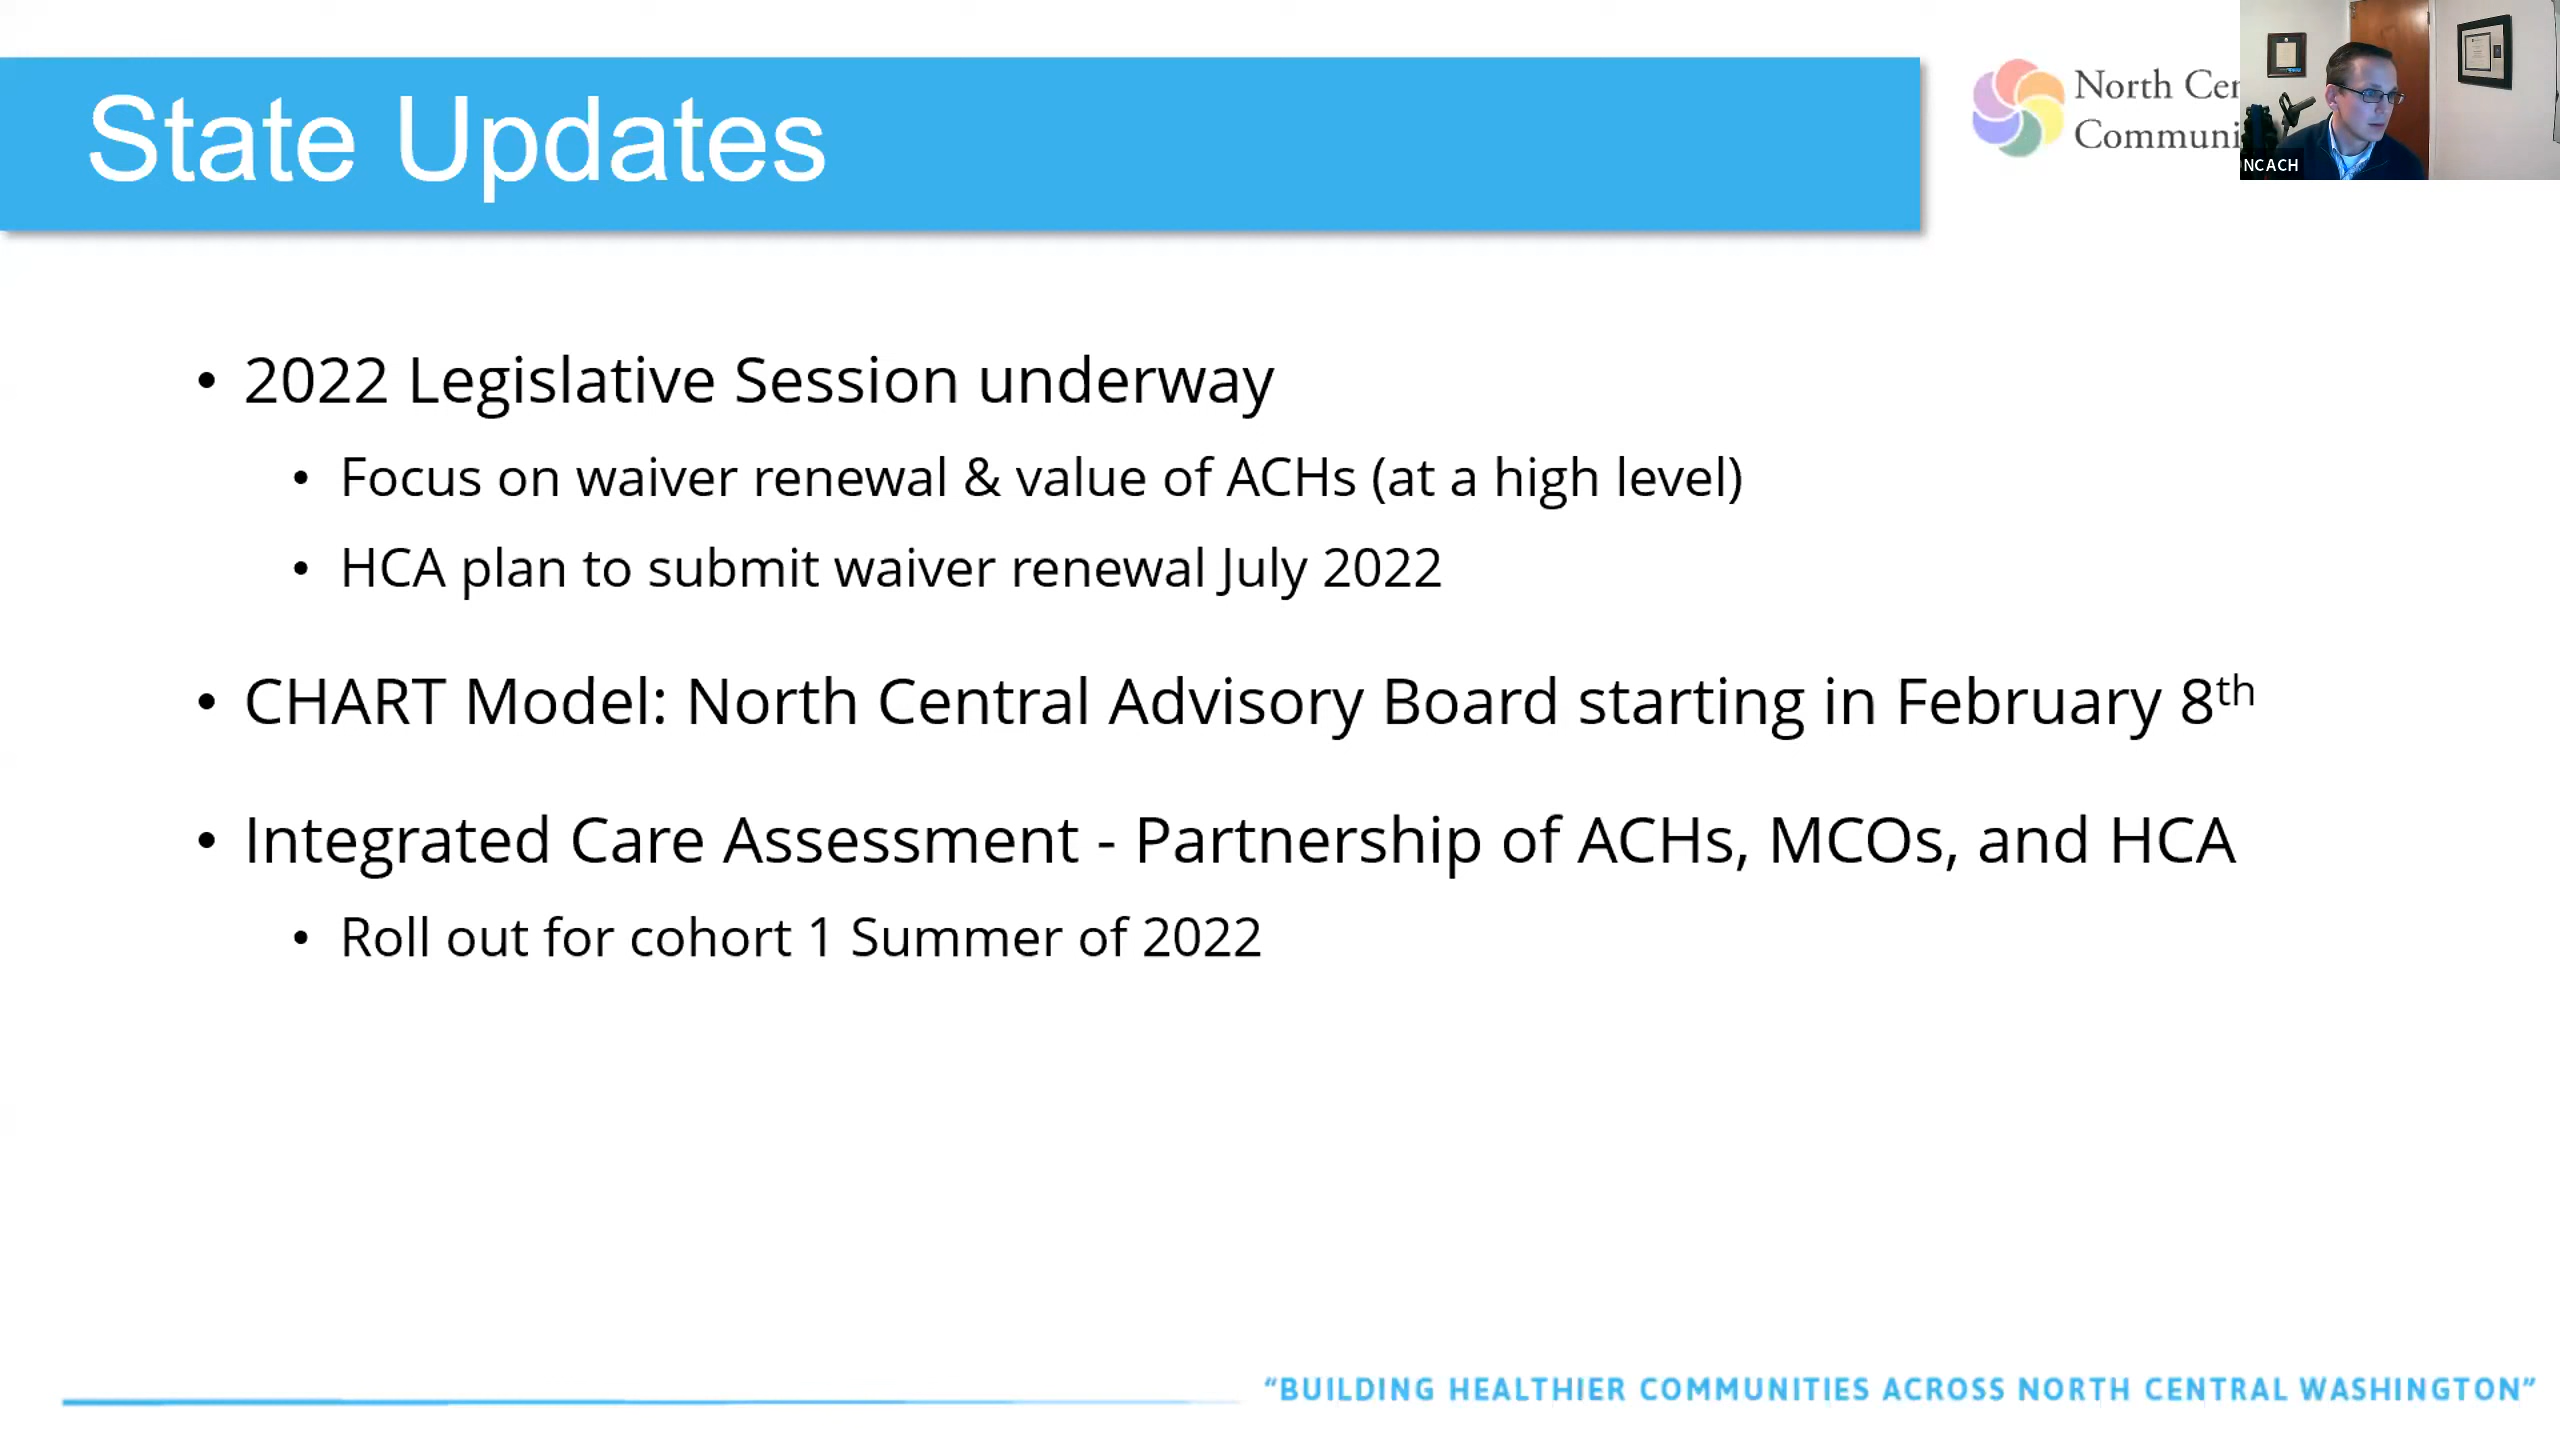 State Updates
North Cen
Communi
NCACH
• 2022 Legislative Session underway
• Focus on waiver renewal & value of ACHs (at a high level)
• HCA plan to submit waiver renewal July 2022
• CHART Model: North Central Advisory Board starting in February 8th
• Integrated Care Assessment - Partnership of ACHs, MCOs, and HCA
• Roll out for cohort 1 Summer of 2022
“BUILDING HEALTHIER COMMUNITIES ACROSS NORTH CENTRAL WASHINGTON”